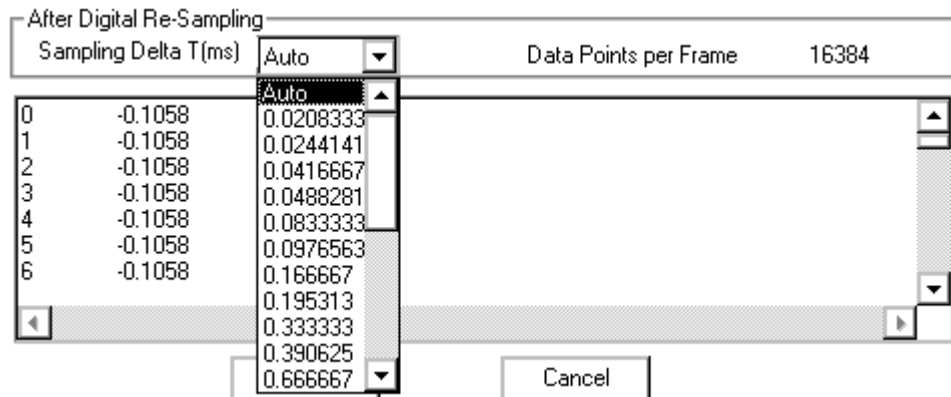 After Digital Re-Sampling
Sampling Delta T(ms) Auto Data Points per Frame 16384
Auto
0 -0.1058 0.0208333
1 -0.1058 0.0244141
2 -0.1058 0.0416667
3 -0.1058 0.0488281
4 -0.1058 0.0833333
5 -0.1058 0.0976563
6 -0.1058 0.166667
0.195313
0.333333
0.390625
0.666667 Cancel